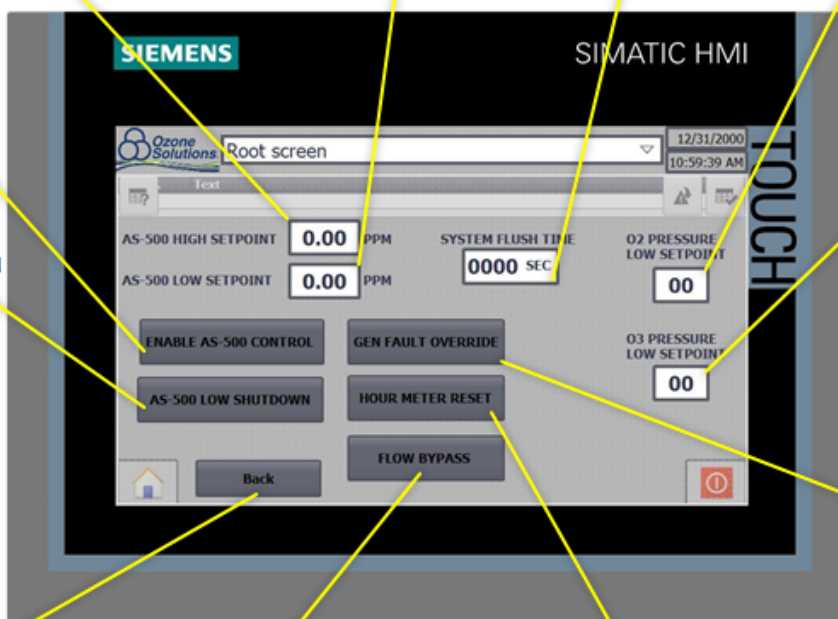 SIEMENS
SIMATIC HMI
TOUCH
Ozone
Solutions
Root screen
12/31/2000
10:59:39 AM
Text
AS-500 HIGH SETPOINT 0.00 PPM
SYSTEM FLUSH TIME
0000 SEC
O2 PRESSURE
LOW SETPOINT
00
AS-500 LOW SETPOINT 0.00 PPM
ENABLE AS-500 CONTROL
GEN FAULT OVERRIDE
O3 PRESSURE
LOW SETPOINT
00
AS-500 LOW SHUTDOWN
HOUR METER RESET
FLOW BYPASS
Back